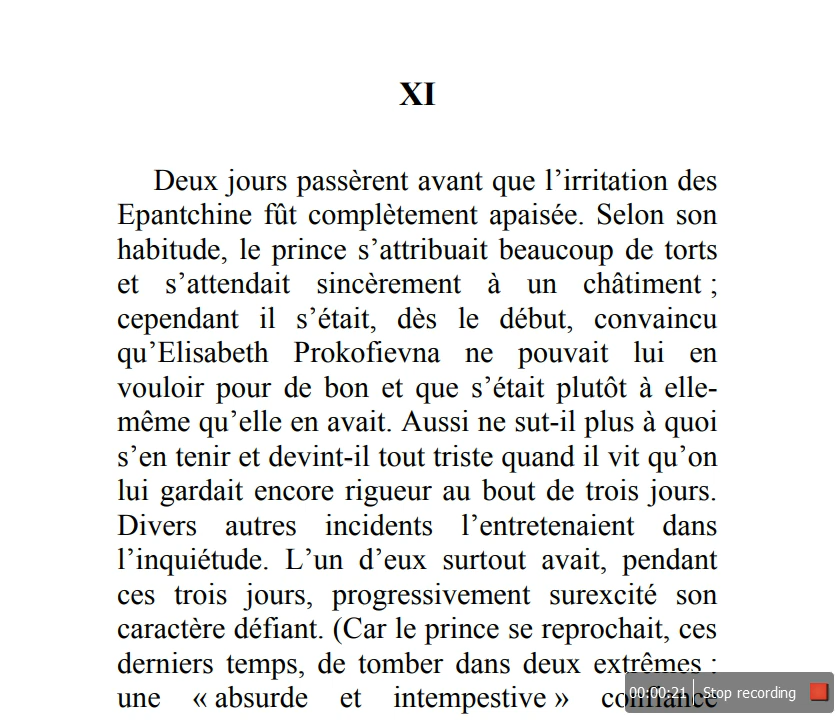 XI
Deux jours passèrent avant que l’irritation des
Epantchine fût complètement apaisée. Selon son
habitude, le prince s’attribuait beaucoup de torts
et s’attendait sincèrement à un châtiment ;
cependant il s’était, dès le début, convaincu
qu’Elisabeth Prokofievna ne pouvait lui en
vouloir pour de bon et que s’était plutôt à elle-
même qu’elle en avait. Aussi ne sut-il plus à quoi
s’en tenir et devint-il tout triste quand il vit qu’on
lui gardait encore rigueur au bout de trois jours.
Divers autres incidents l’entretenaient dans
l’inquiétude. L’un d’eux surtout avait, pendant
ces trois jours, progressivement surexcité son
caractère défiant. (Car le prince se reprochait, ces
derniers temps, de tomber dans deux extrêmes :
une « absurde et intempestive » confiance
00:00:21 Stop recording